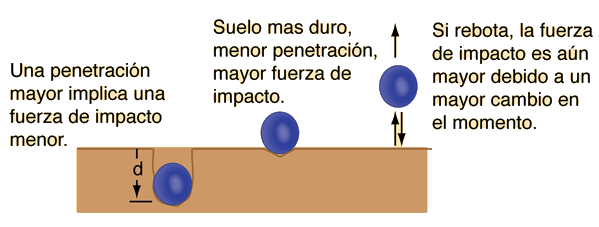 Una penetración
mayor implica una
fuerza de impacto
menor.
d
Suelo mas duro,
menor penetración,
mayor fuerza de
impacto.
Si rebota, la fuerza
de impacto es aún
mayor debido a un
mayor cambio en
el momento.